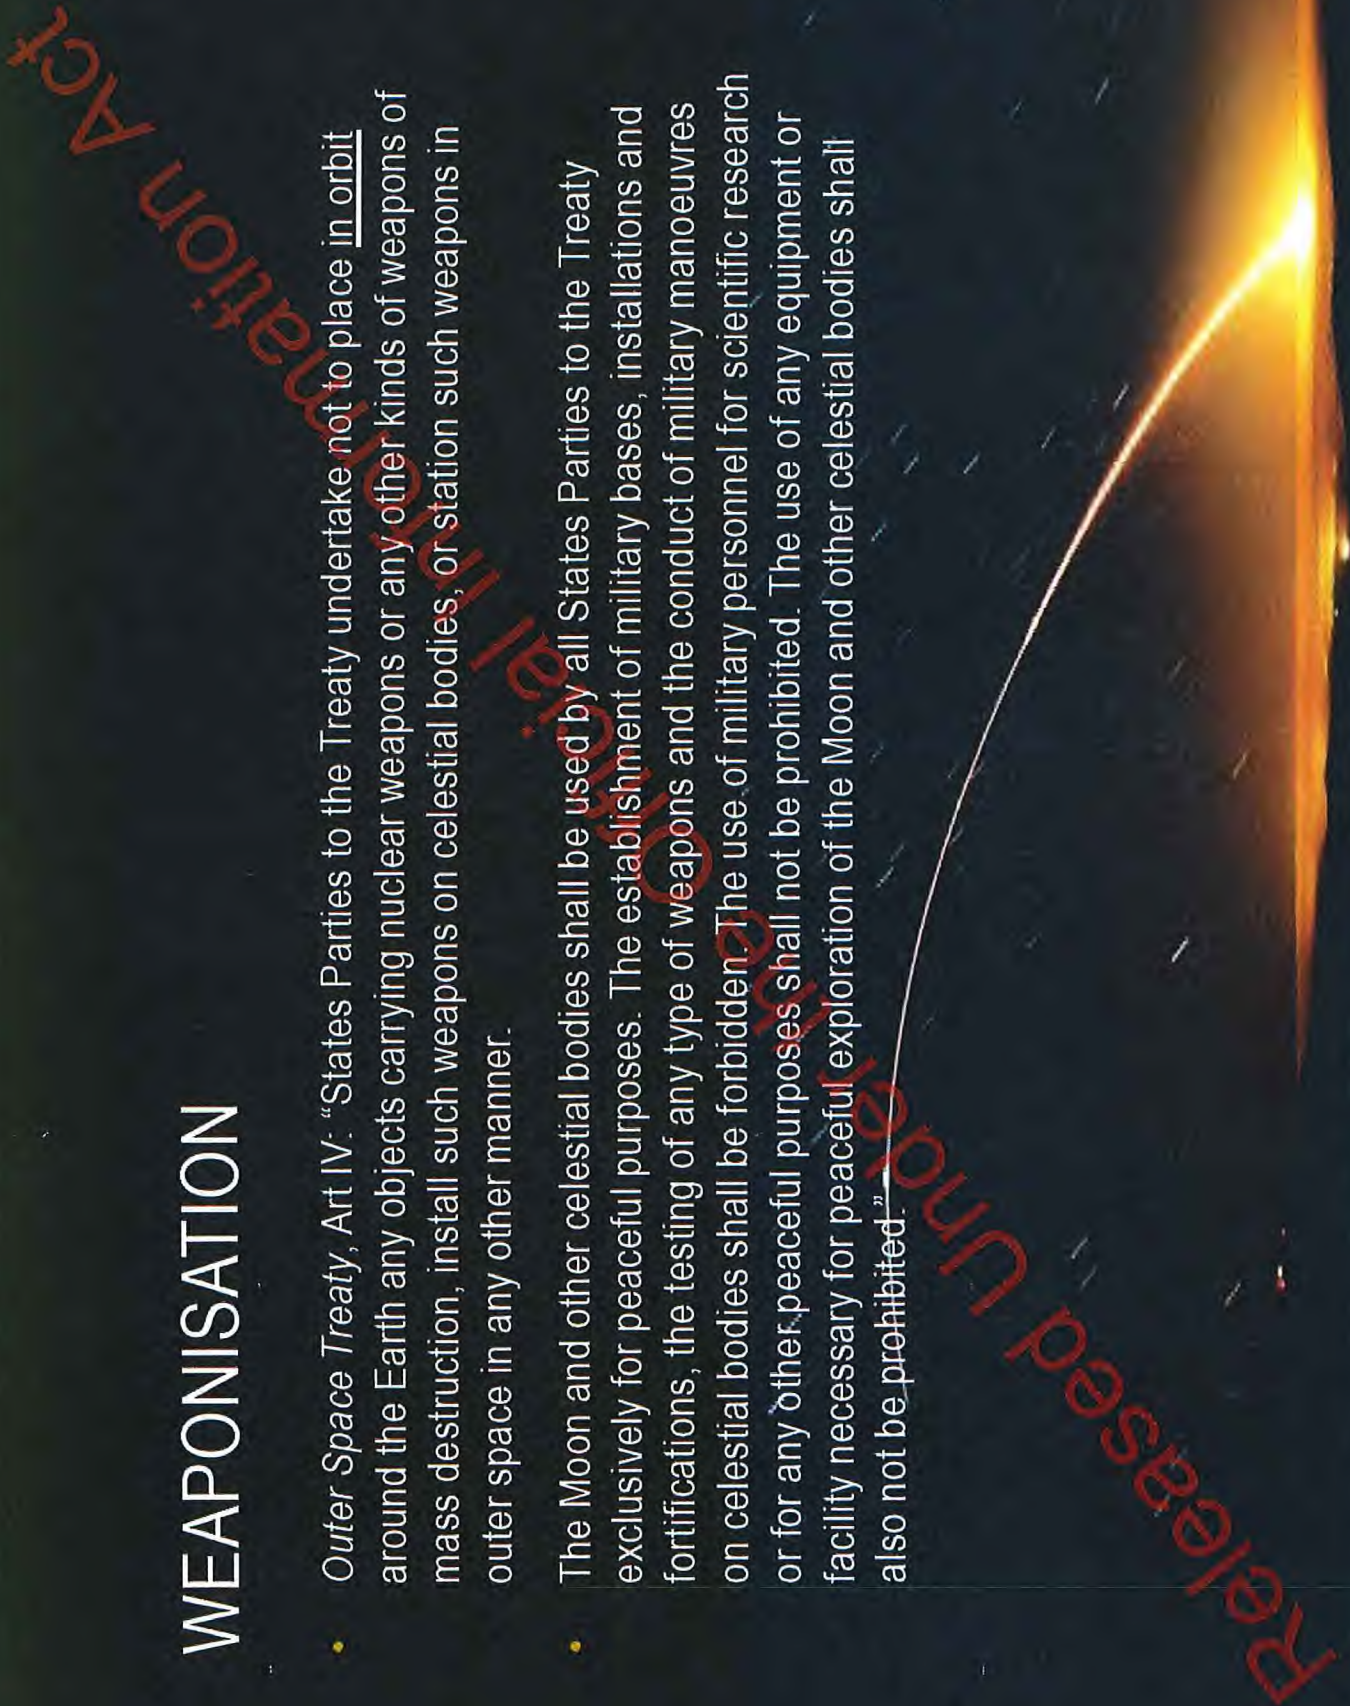 WEAPONISATION
• Outer Space Treaty, Art IV: “States Parties to the Treaty undertake not to place in orbit
around the Earth any objects carrying nuclear weapons or any other kinds of weapons of
mass destruction, install such weapons on celestial bodies, or station such weapons in
outer space in any other manner.
• The Moon and other celestial bodies shall be used by all States Parties to the Treaty
exclusively for peaceful purposes. The establishment of military bases, installations and
fortifications, the testing of any type of weapons and the conduct of military manoeuvres
on celestial bodies shall be forbidden. The use of military personnel for scientific research
or for any other peaceful purposes shall not be prohibited. The use of any equipment or
facility necessary for peaceful exploration of the Moon and other celestial bodies shall
also not be prohibited.”
Released Under the Official Information Act